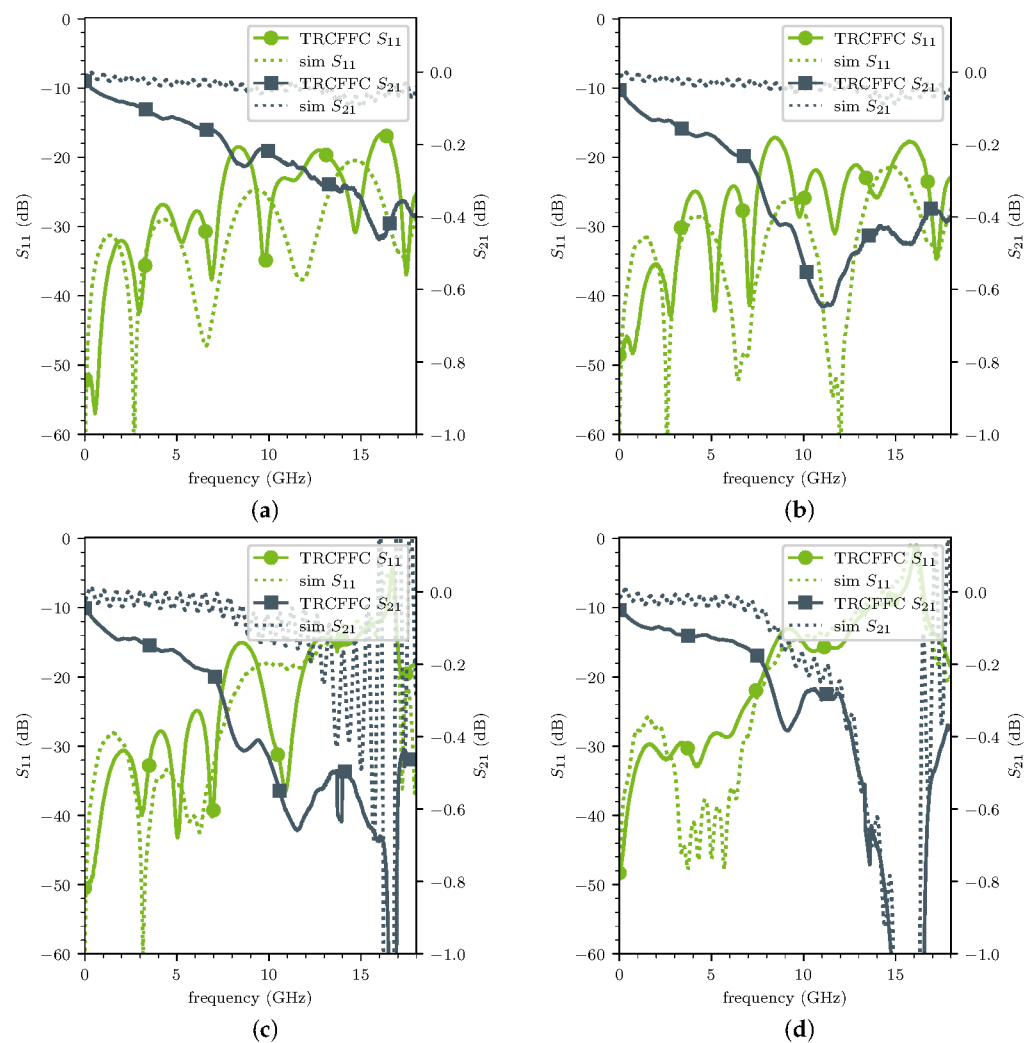 0
−10
−20
−30
−40
−50
−60
S₁₁ (dB)
TRCFFC S₁₁
sim S₁₁
TRCFFC S₂₁
sim S₂₁
0.0
−0.2
−0.4
−0.6
−0.8
−1.0
S₂₁ (dB)
0 5 10 15
frequency (GHz)
(a)
0
−10
−20
−30
−40
−50
−60
S₁₁ (dB)
TRCFFC S₁₁
sim S₁₁
TRCFFC S₂₁
sim S₂₁
0.0
−0.2
−0.4
−0.6
−0.8
−1.0
S₂₁ (dB)
0 5 10 15
frequency (GHz)
(b)
0
−10
−20
−30
−40
−50
−60
S₁₁ (dB)
TRCFFC S₁₁
sim S₁₁
TRCFFC S₂₁
sim S₂₁
0.0
−0.2
−0.4
−0.6
−0.8
−1.0
S₂₁ (dB)
0 5 10 15
frequency (GHz)
(c)
0
−10
−20
−30
−40
−50
−60
S₁₁ (dB)
TRCFFC S₁₁
sim S₁₁
TRCFFC S₂₁
sim S₂₁
0.0
−0.2
−0.4
−0.6
−0.8
−1.0
S₂₁ (dB)
0 5 10 15
frequency (GHz)
(d)